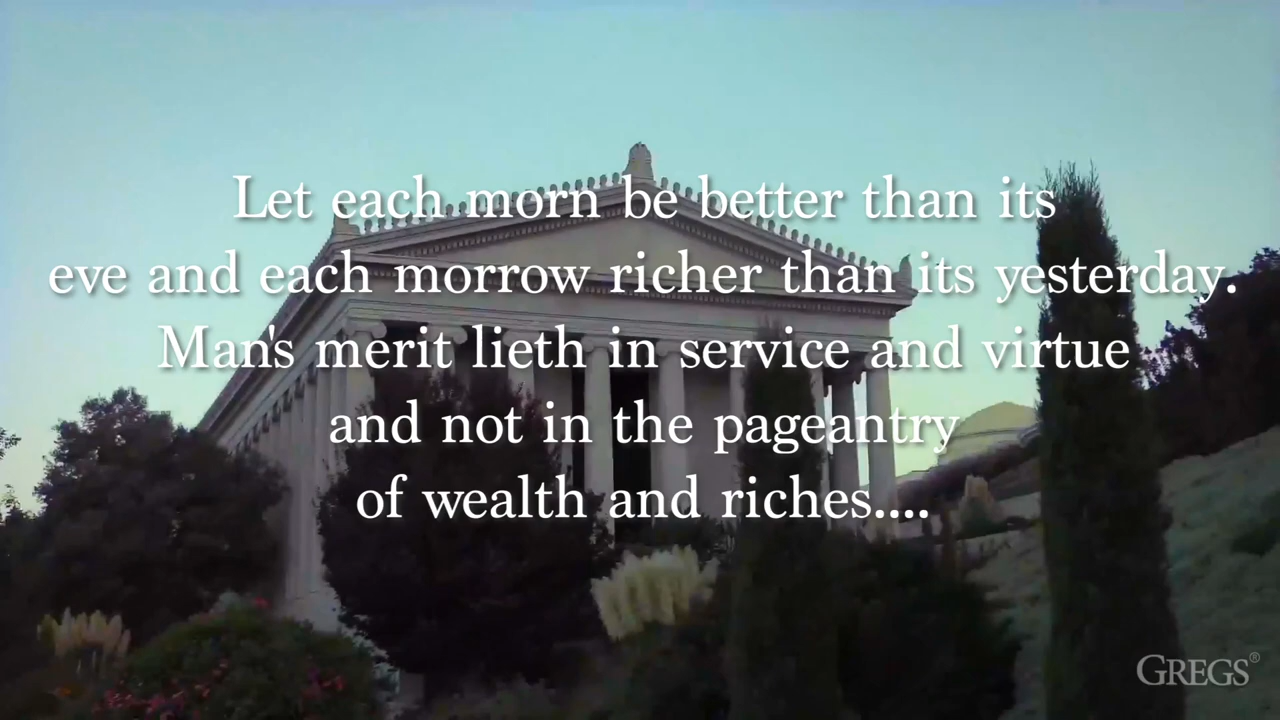 Let each morn be better than its
eve and each morrow richer than its yesterday.
Man's merit lieth in service and virtue
and not in the pageantry
of wealth and riches....
GREGS®